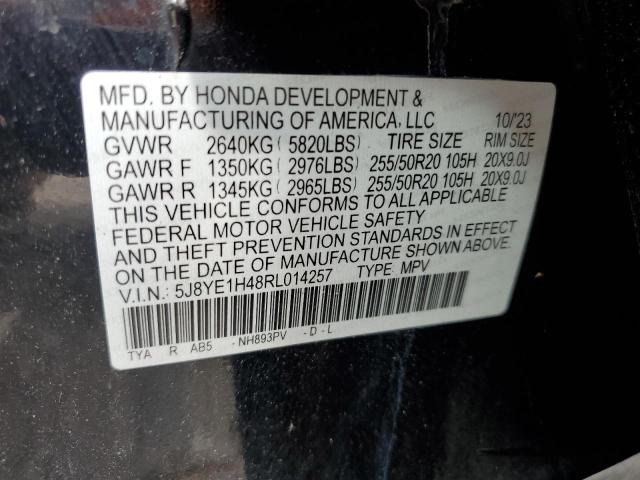 MFD. BY HONDA DEVELOPMENT &
MANUFACTURING OF AMERICA, LLC 10/'23
GVWR 2640KG (5820LBS) TIRE SIZE RIM SIZE
GAWR F 1350KG (2976LBS) 255/50R20 105H 20X9.0J
GAWR R 1345KG (2965LBS) 255/50R20 105H 20X9.0J
THIS VEHICLE CONFORMS TO ALL APPLICABLE
FEDERAL MOTOR VEHICLE SAFETY
AND THEFT PREVENTION STANDARDS IN EFFECT
ON THE DATE OF MANUFACTURE SHOWN ABOVE.
V.I.N.: 5J8YE1H48RL014257 TYPE: MPV
TYA R AB5 -NH893PV -D-L